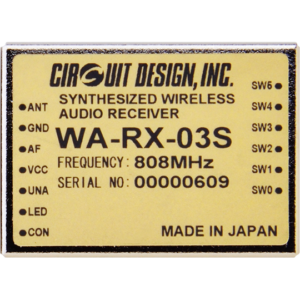 CIRCUIT DESIGN, INC.
SYNTHESIZED WIRELESS
AUDIO RECEIVER
WA-RX-03S
FREQUENCY: 808MHz
SERIAL NO: 00000609
ANT
GND
AF
VCC
UNA
LED
CON
SW5
SW4
SW3
SW2
SW1
SW0
MADE IN JAPAN